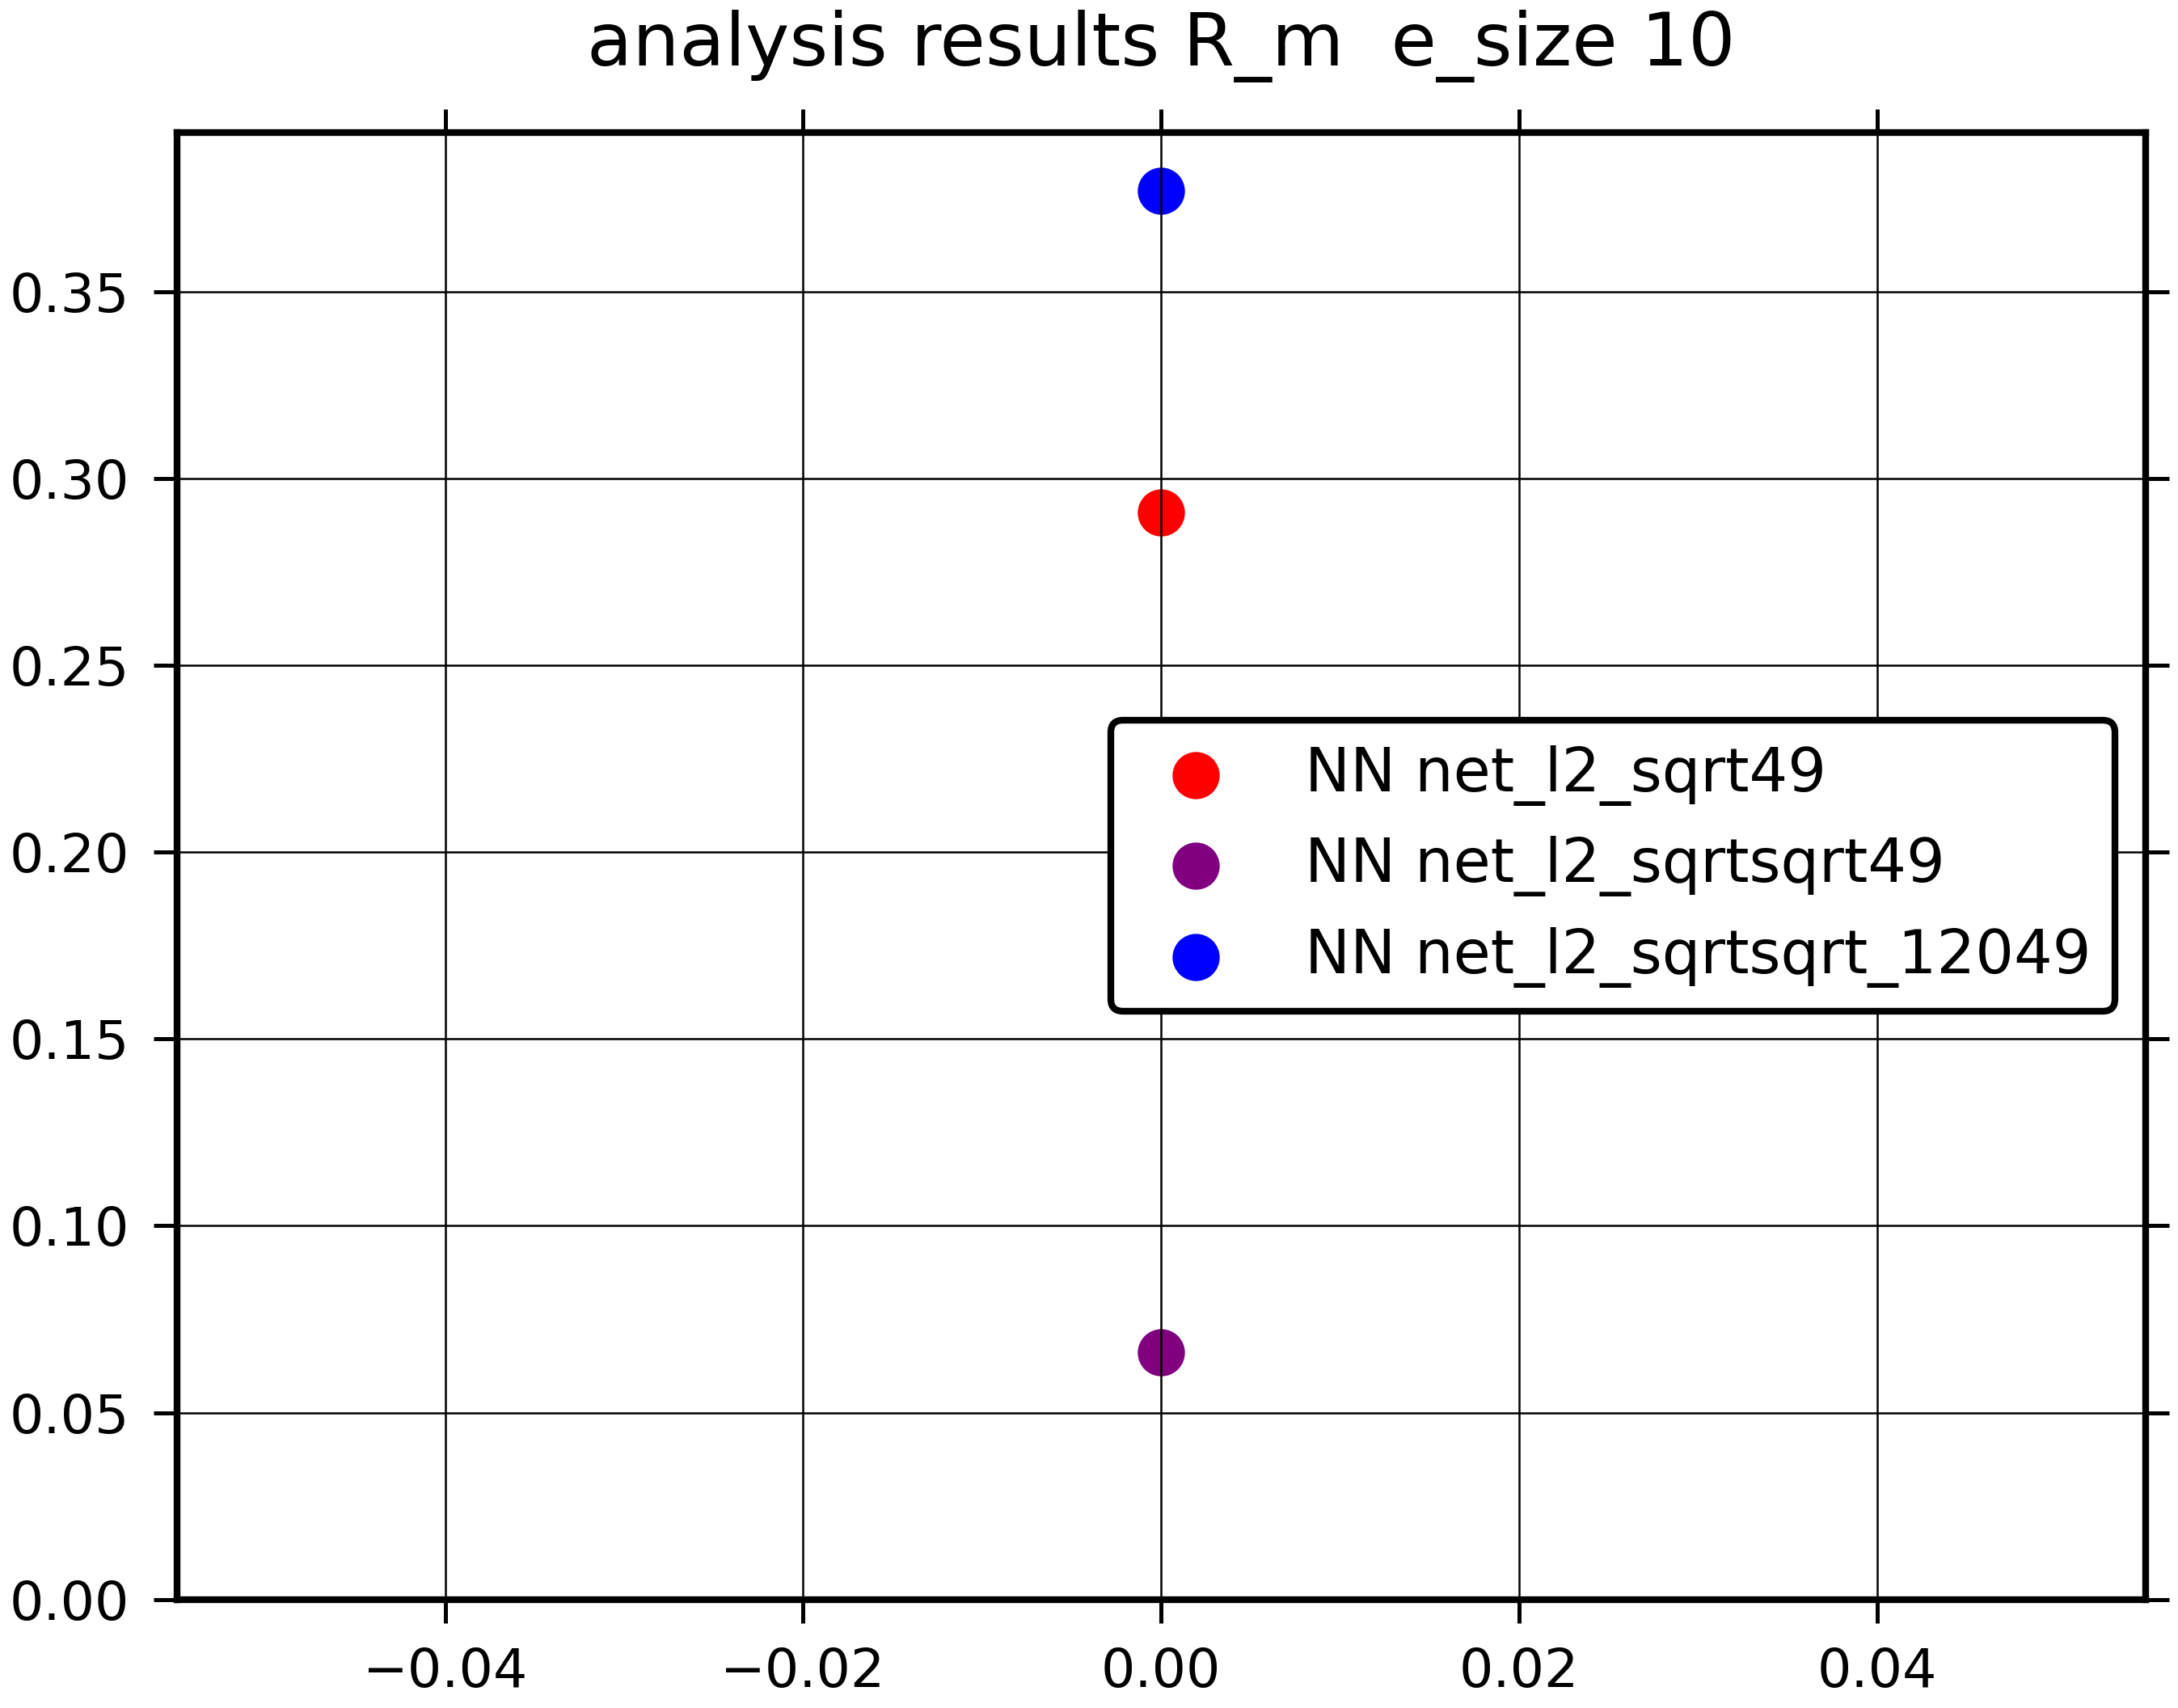 analysis results R_m  e_size 10
0.35
0.30
0.25
0.20
0.15
0.10
0.05
0.00
NN net_l2_sqrt49
NN net_l2_sqrtsqrt49
NN net_l2_sqrtsqrt_12049
−0.04 −0.02 0.00 0.02 0.04